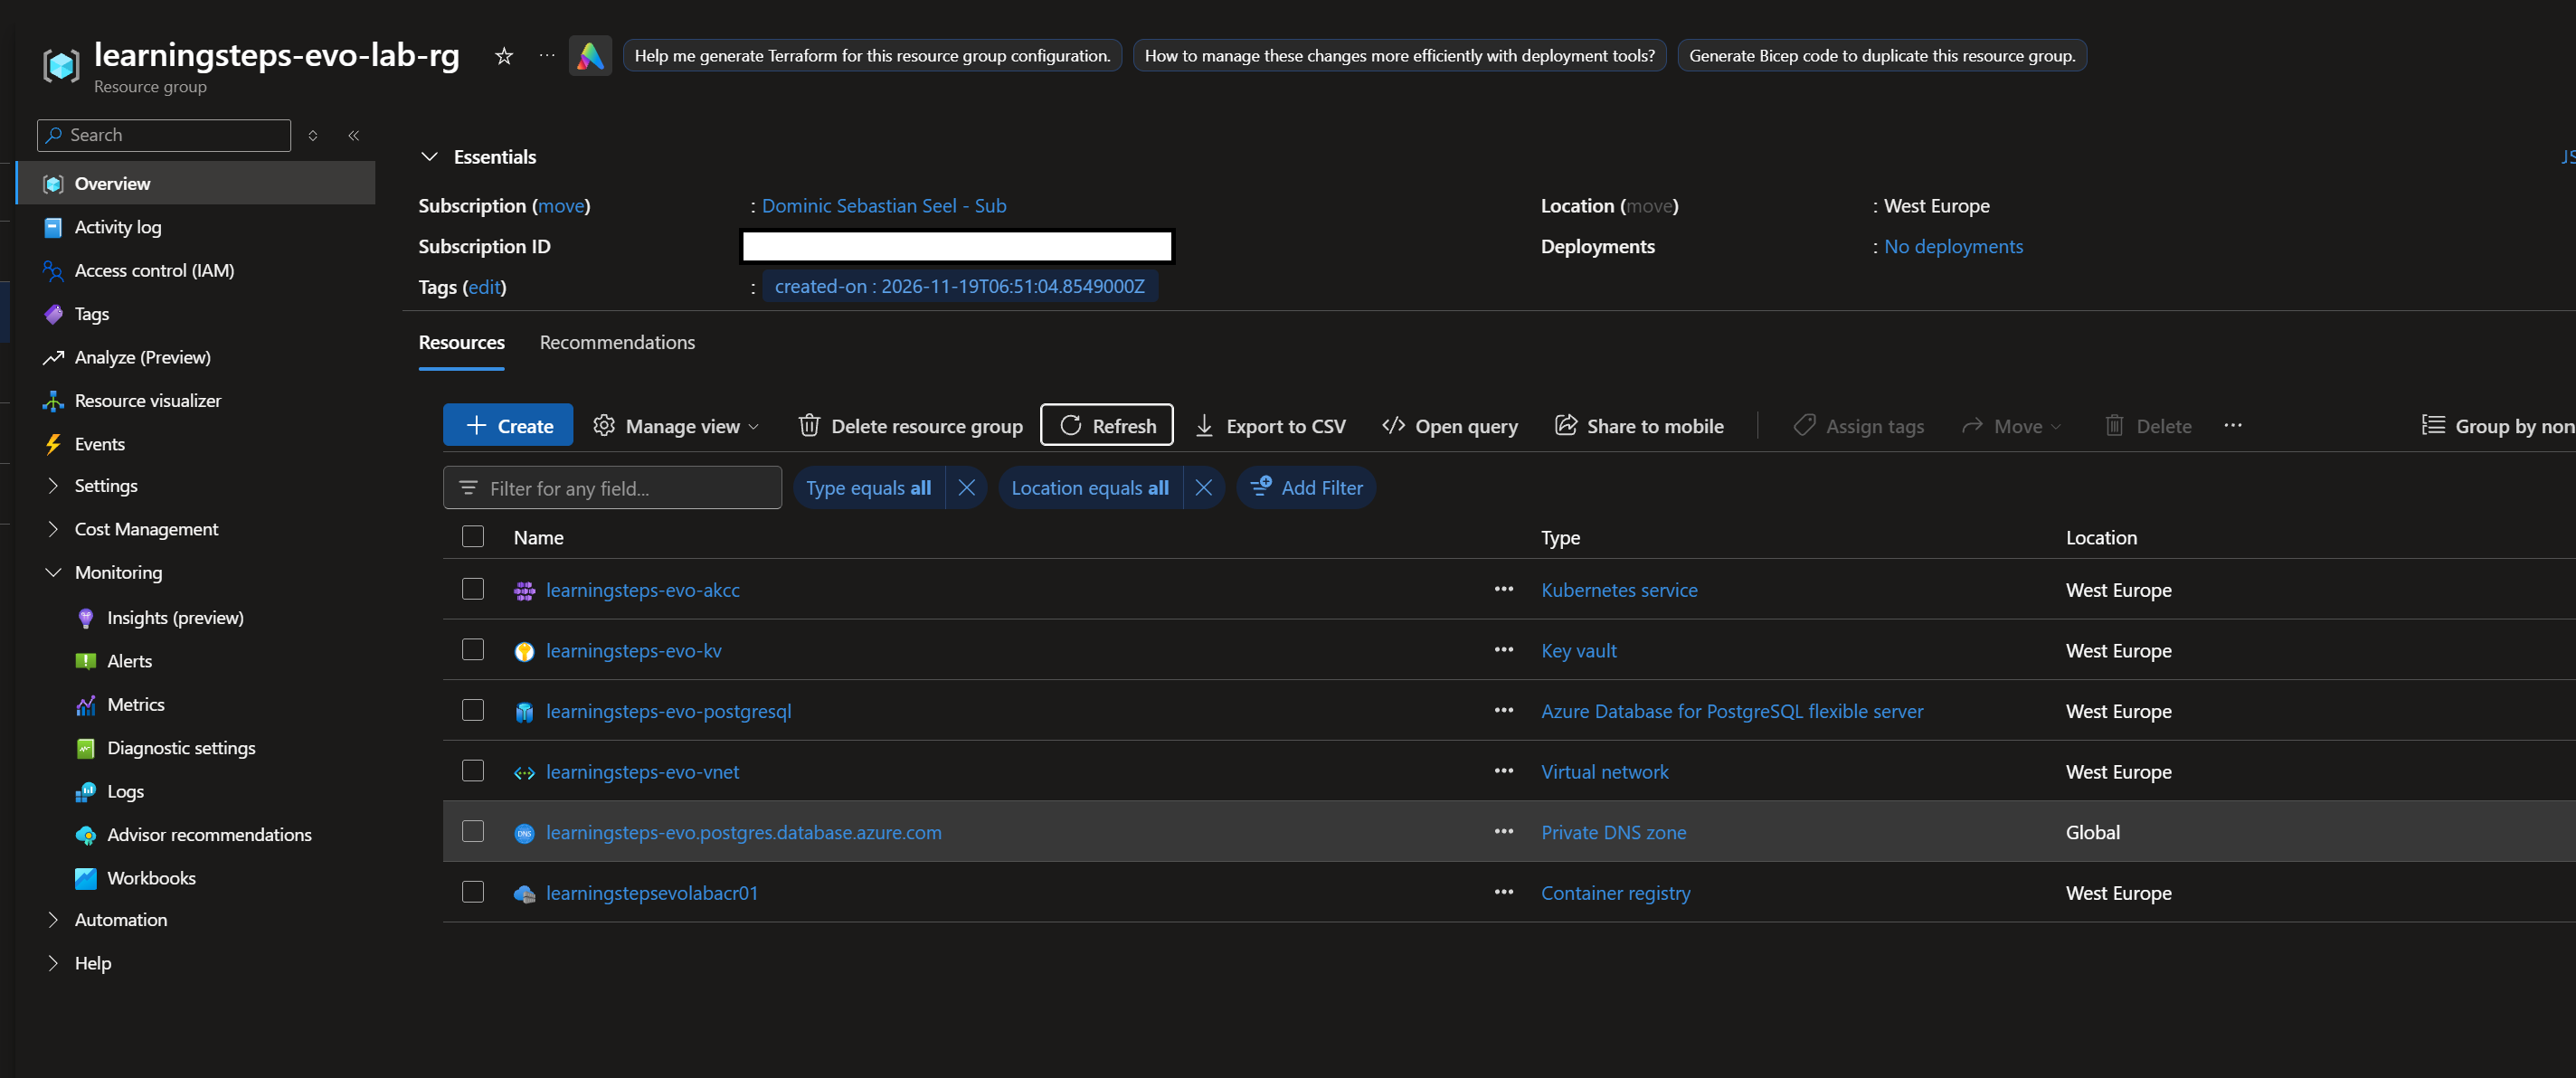 learningsteps-evo-lab-rg
Resource group
Help me generate Terraform for this resource group configuration.
How to manage these changes more efficiently with deployment tools?
Generate Bicep code to duplicate this resource group.
Search
Overview
Activity log
Access control (IAM)
Tags
Analyze (Preview)
Resource visualizer
Events
Settings
Cost Management
Monitoring
Insights (preview)
Alerts
Metrics
Diagnostic settings
Logs
Advisor recommendations
Workbooks
Automation
Help
Essentials
JS
Subscription (move) : Dominic Sebastian Seel - Sub
Subscription ID
Tags (edit) : created-on : 2026-11-19T06:51:04.8549000Z
Location (move) : West Europe
Deployments : No deployments
Resources Recommendations
Create Manage view Delete resource group Refresh Export to CSV Open query Share to mobile Assign tags Move Delete Group by non
Filter for any field... Type equals all Location equals all Add Filter
Name Type Location
learningsteps-evo-akcc Kubernetes service West Europe
learningsteps-evo-kv Key vault West Europe
learningsteps-evo-postgresql Azure Database for PostgreSQL flexible server West Europe
learningsteps-evo-vnet Virtual network West Europe
DNS learningsteps-evo.postgres.database.azure.com Private DNS zone Global
learningstepsevolabacr01 Container registry West Europe